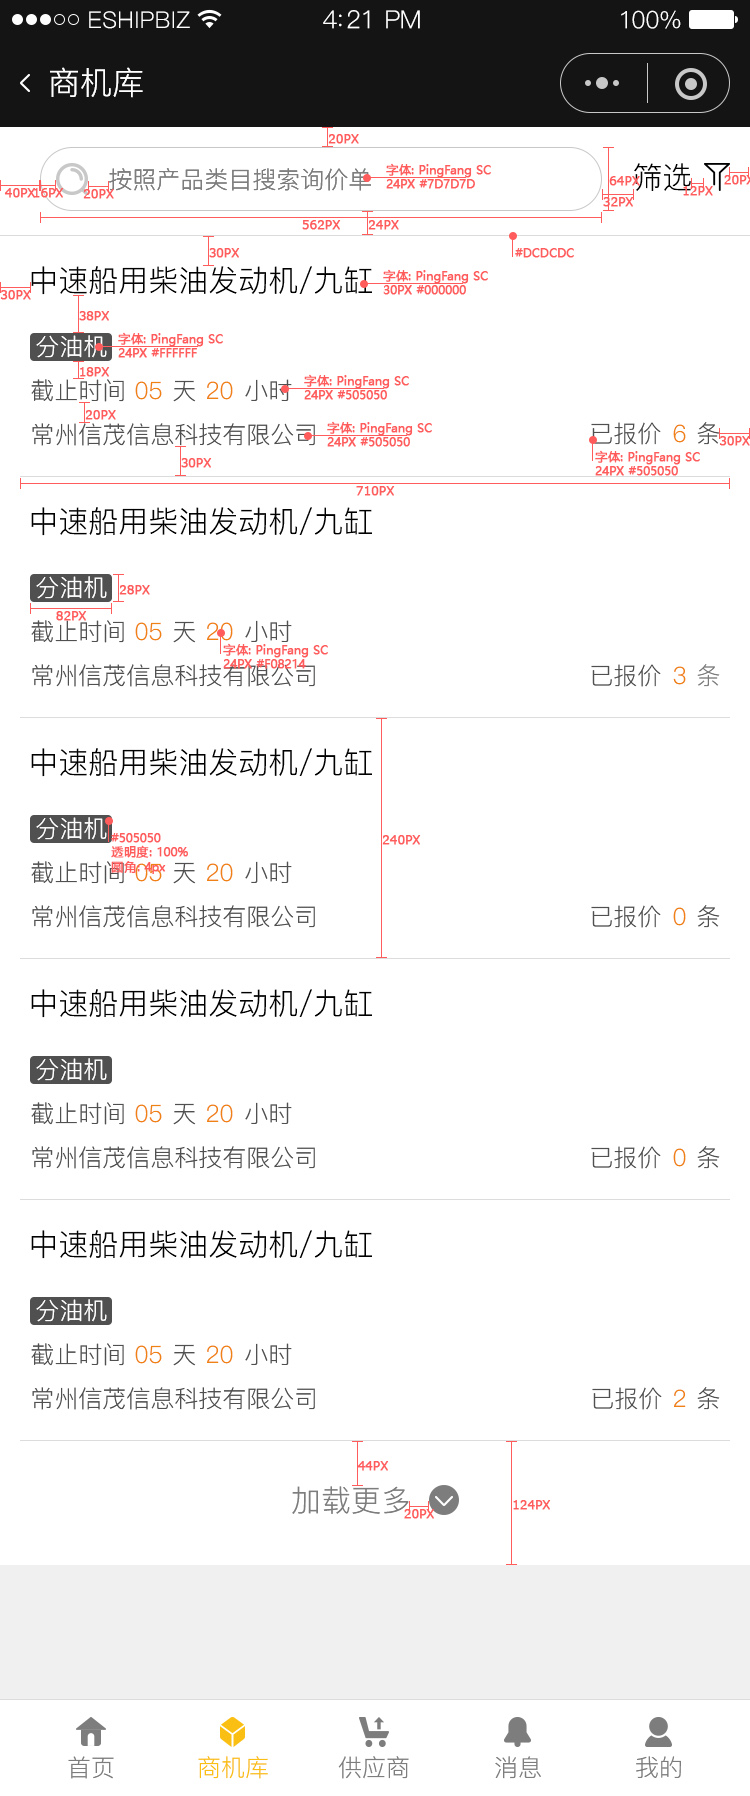 ESHIPBIZ 4:21 PM 100%
商机库
20PX
按照产品类目搜索询价单
字体: PingFang SC
24PX #7D7D7D
筛选
40PX 16PX 20PX 64PX 12PX 20PX
32PX
562PX 24PX
30PX #DCDCDC
中速船用柴油发动机/九缸
字体: PingFang SC
30PX #000000
30PX
38PX
分油机
字体: PingFang SC
24PX #FFFFFF
18PX
截止时间 05 天 20 小时
字体: PingFang SC
24PX #505050
20PX
常州信茂信息科技有限公司
字体: PingFang SC
24PX #505050
已报价 6 条
30PX
字体: PingFang SC
24PX #505050
30PX
710PX
中速船用柴油发动机/九缸
分油机
28PX
82PX
截止时间 05 天 20 小时
字体: PingFang SC
24PX #F08214
常州信茂信息科技有限公司 已报价 3 条
中速船用柴油发动机/九缸
分油机
#505050
透明度: 100%
圆角: 4px
240PX
截止时间 05 天 20 小时
常州信茂信息科技有限公司 已报价 0 条
中速船用柴油发动机/九缸
分油机
截止时间 05 天 20 小时
常州信茂信息科技有限公司 已报价 0 条
中速船用柴油发动机/九缸
分油机
截止时间 05 天 20 小时
常州信茂信息科技有限公司 已报价 2 条
44PX
加载更多
20PX
124PX
首页 商机库 供应商 消息 我的